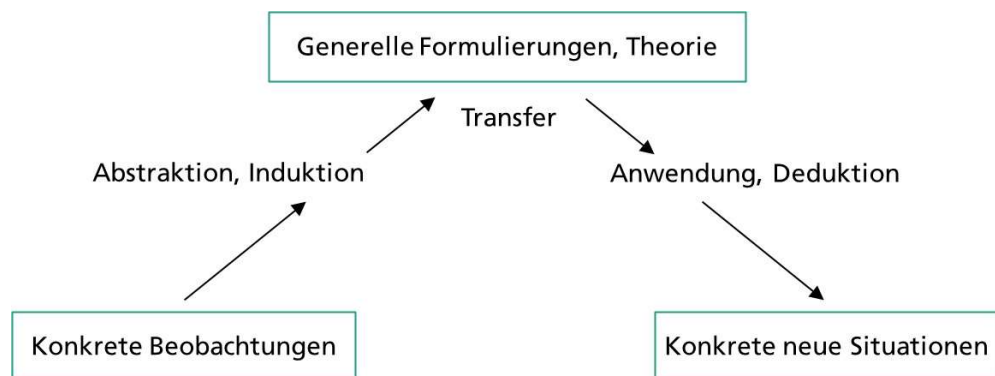 Generelle Formulierungen, Theorie
Transfer
Abstraktion, Induktion
Anwendung, Deduktion
Konkrete Beobachtungen
Konkrete neue Situationen